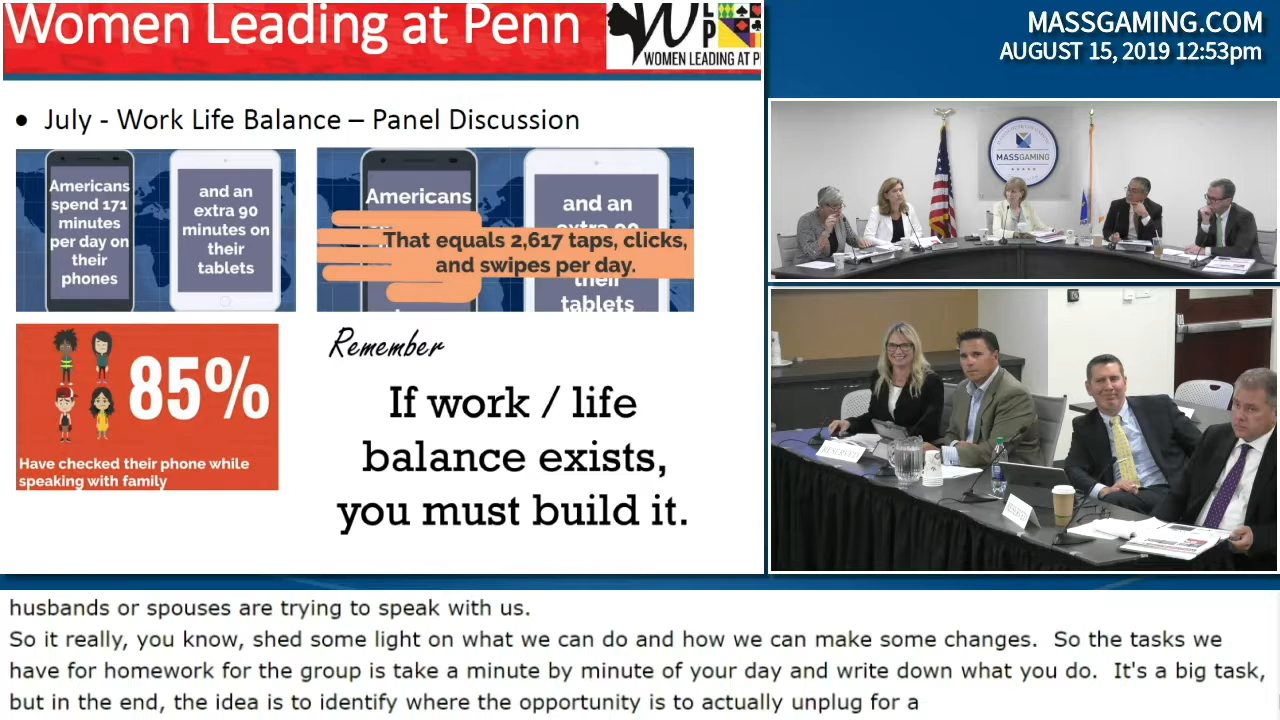 Women Leading at Penn
W
L
P
WOMEN LEADING AT P
MASSGAMING.COM
AUGUST 15, 2019 12:53pm
• July - Work Life Balance – Panel Discussion
Americans
spend 171
minutes
per day on
their
phones
and an
extra 90
minutes on
their
tablets
Americans
and an
extra 90
That equals 2,617 taps, clicks,
and swipes per day.
their
tablets
85%
Have checked their phone while
speaking with family
Remember
If work / life
balance exists,
you must build it.
MASSGAMING
RESERVED
husbands or spouses are trying to speak with us.
So it really, you know, shed some light on what we can do and how we can make some changes.  So the tasks we
have for homework for the group is take a minute by minute of your day and write down what you do.  It's a big task,
but in the end, the idea is to identify where the opportunity is to actually unplug for a